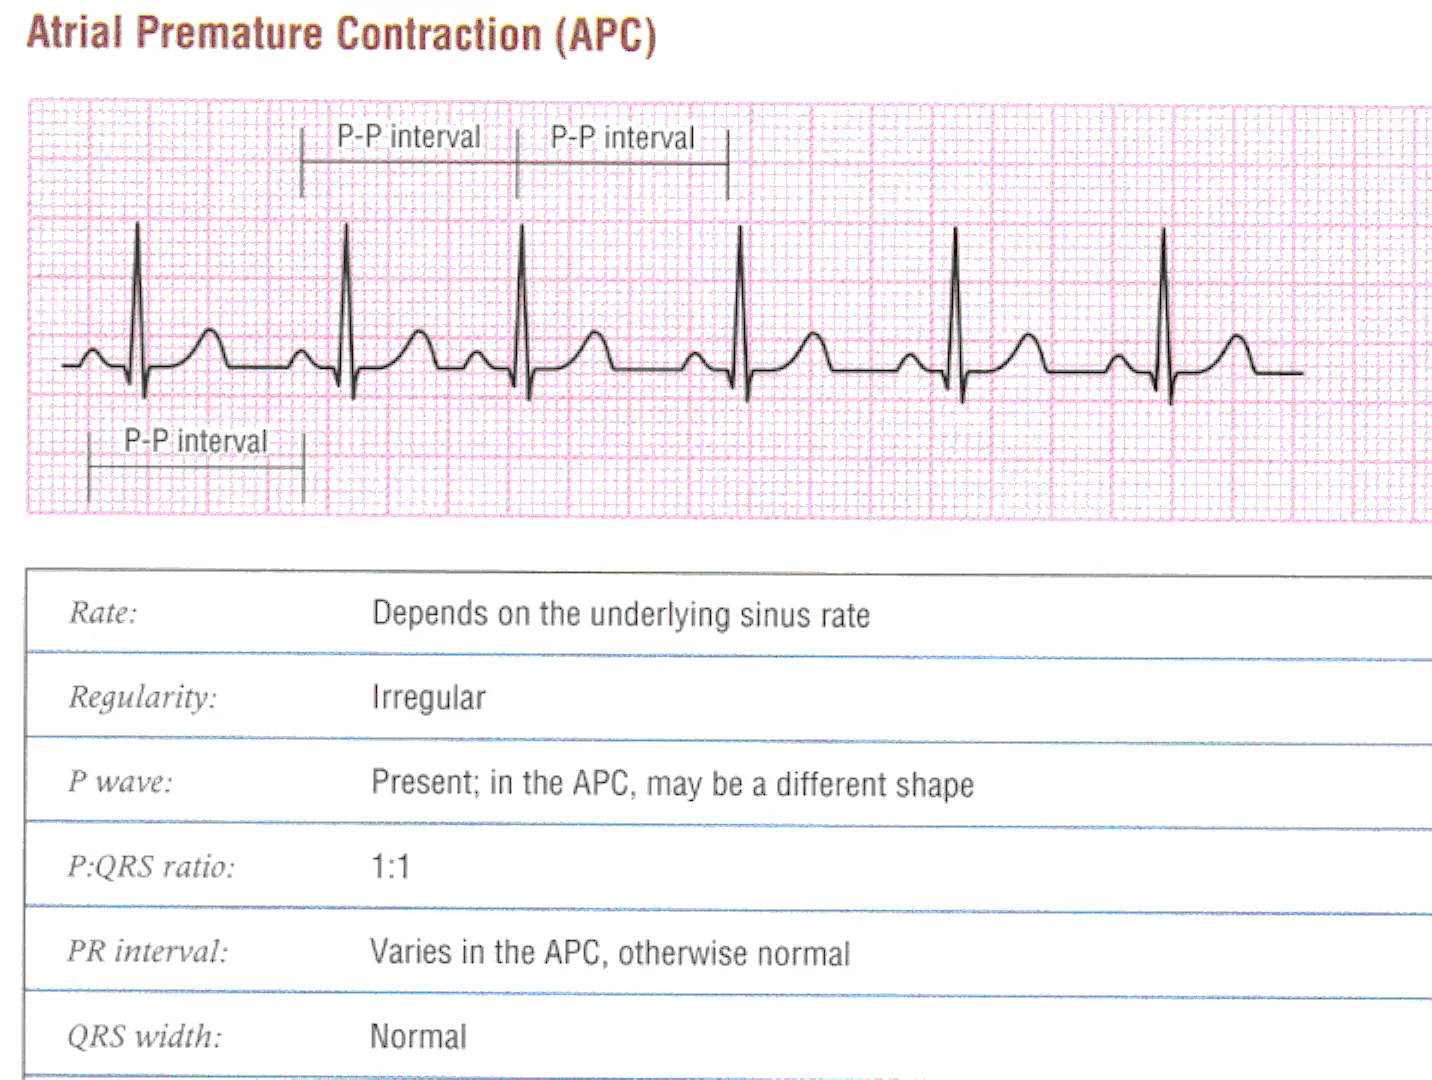 Atrial Premature Contraction (APC)
P-P interval P-P interval
P-P interval
Rate: Depends on the underlying sinus rate
Regularity: Irregular
P wave: Present; in the APC, may be a different shape
P:QRS ratio: 1:1
PR interval: Varies in the APC, otherwise normal
QRS width: Normal